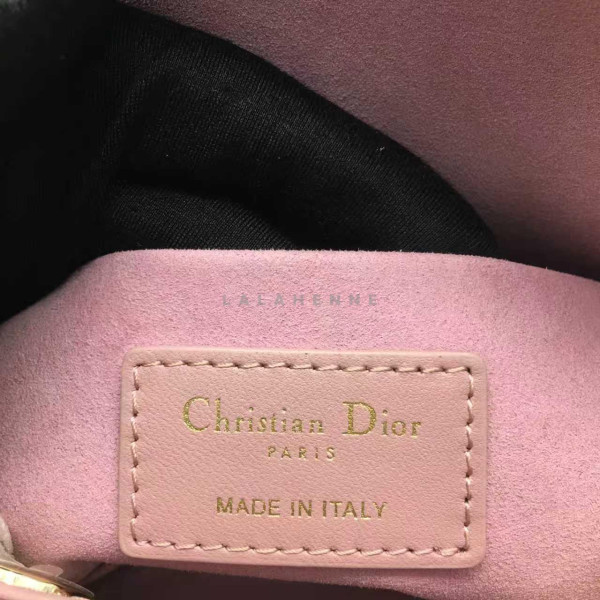 LALAHENNE
Christian Dior
PARIS
MADE IN ITALY